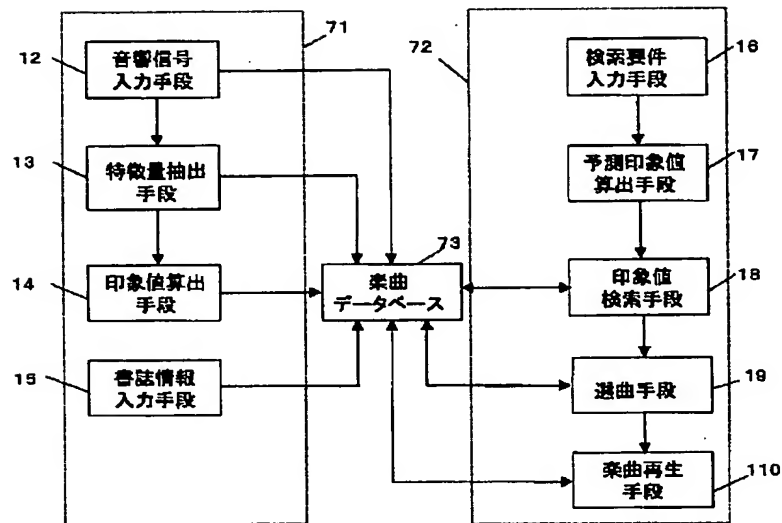 71
12
音響信号
入力手段
13
特徴量抽出
手段
14
印象値算出
手段
15
書誌情報
入力手段
73
楽曲
データベース
72
検索要件
入力手段
16
予測印象値
算出手段
17
印象値
検索手段
18
選曲手段
19
楽曲再生
手段
110